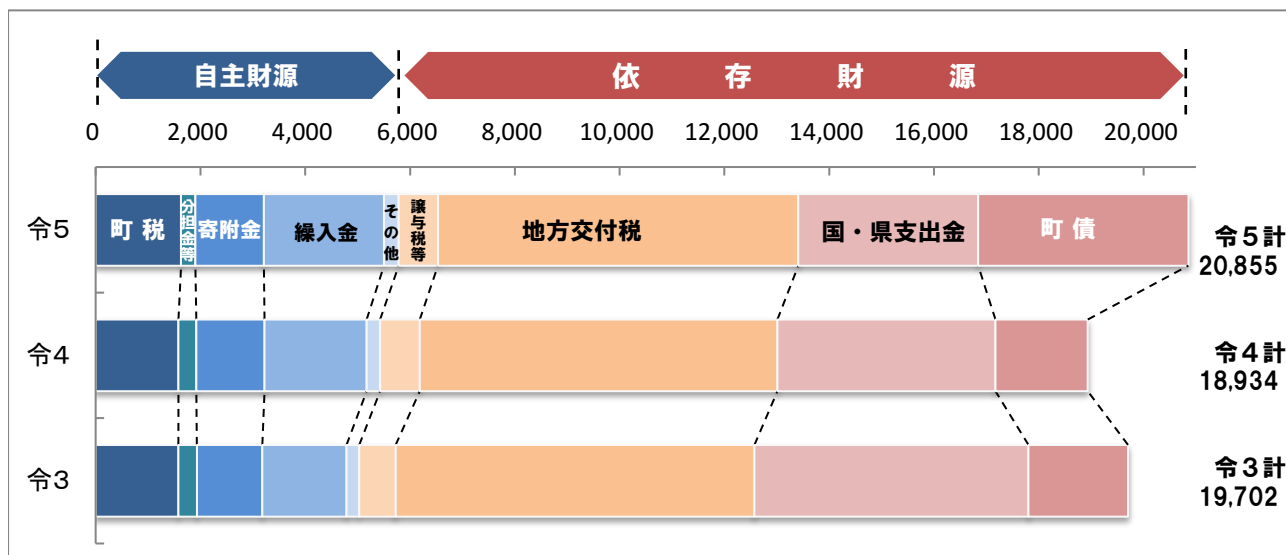 自主財源
依存財源
0 2,000 4,000 6,000 8,000 10,000 12,000 14,000 16,000 18,000 20,000
令5
町税
分担金等
寄附金
繰入金
その他
譲与税等
地方交付税
国・県支出金
町債
令5計
20,855
令4
令4計
18,934
令3
令3計
19,702